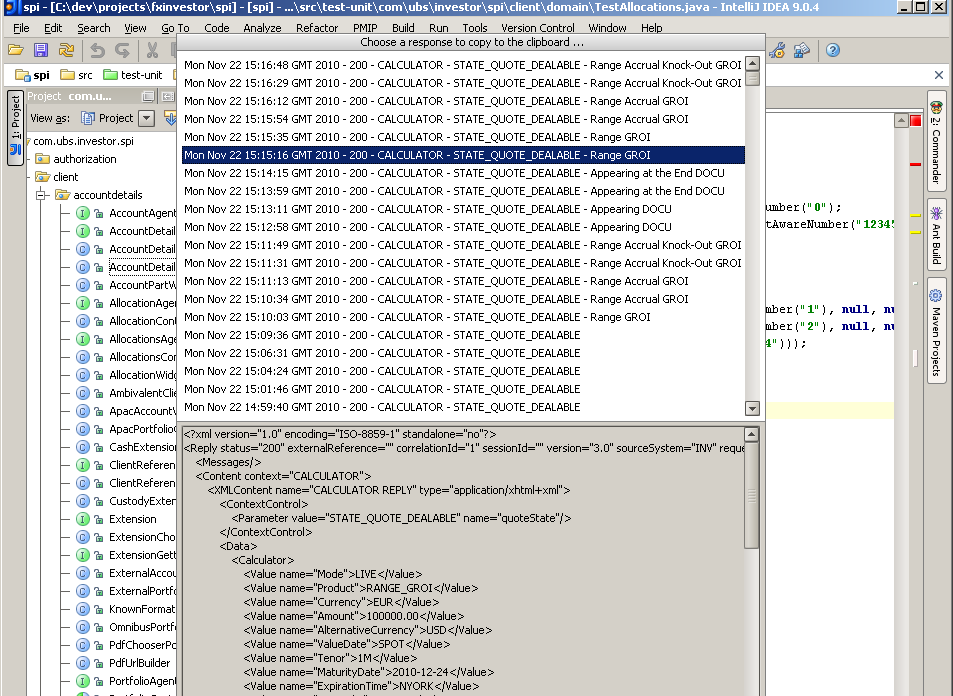 spi - [C:\dev\projects\fxinvestor\spi] - [spi] - ...\src\test-unit\com\ubs\investor\spi\client\domain\TestAllocations.java - IntelliJ IDEA 9.0.4
File Edit Search View Go To Code Analyze Refactor PMIP Build Run Tools Version Control Window Help
Choose a response to copy to the clipboard ...
spi src test-unit
Project com.u...
View as: Project
1: Project
com.ubs.investor.spi
authorization
client
accountdetails
AccountAgent
AccountDetail
AccountDetail
AccountDetail
AccountPartW
AllocationAge
AllocationCon
AllocationsAge
AllocationsCor
AllocationWidg
AmbivalentClie
ApacAccount
ApacPortfolio
CashExtension
ClientReferen
ClientReferen
CustodyExten
Extension
ExtensionCho
ExtensionGett
ExternalAccou
ExternalPortfo
KnownFormat
OmnibusPortfo
PdfChooserPo
PdfUrlBuilder
PortfolioAgent
Mon Nov 22 15:16:48 GMT 2010 - 200 - CALCULATOR - STATE_QUOTE_DEALABLE - Range Accrual Knock-Out GROI
Mon Nov 22 15:16:29 GMT 2010 - 200 - CALCULATOR - STATE_QUOTE_DEALABLE - Range Accrual Knock-Out GROI
Mon Nov 22 15:16:12 GMT 2010 - 200 - CALCULATOR - STATE_QUOTE_DEALABLE - Range Accrual GROI
Mon Nov 22 15:15:54 GMT 2010 - 200 - CALCULATOR - STATE_QUOTE_DEALABLE - Range Accrual GROI
Mon Nov 22 15:15:35 GMT 2010 - 200 - CALCULATOR - STATE_QUOTE_DEALABLE - Range GROI
Mon Nov 22 15:15:16 GMT 2010 - 200 - CALCULATOR - STATE_QUOTE_DEALABLE - Range GROI
Mon Nov 22 15:14:15 GMT 2010 - 200 - CALCULATOR - STATE_QUOTE_DEALABLE - Appearing at the End DOCU
Mon Nov 22 15:13:59 GMT 2010 - 200 - CALCULATOR - STATE_QUOTE_DEALABLE - Appearing at the End DOCU
Mon Nov 22 15:13:11 GMT 2010 - 200 - CALCULATOR - STATE_QUOTE_DEALABLE - Appearing DOCU
Mon Nov 22 15:12:58 GMT 2010 - 200 - CALCULATOR - STATE_QUOTE_DEALABLE - Appearing DOCU
Mon Nov 22 15:11:49 GMT 2010 - 200 - CALCULATOR - STATE_QUOTE_DEALABLE - Range Accrual Knock-Out GROI
Mon Nov 22 15:11:31 GMT 2010 - 200 - CALCULATOR - STATE_QUOTE_DEALABLE - Range Accrual Knock-Out GROI
Mon Nov 22 15:11:13 GMT 2010 - 200 - CALCULATOR - STATE_QUOTE_DEALABLE - Range Accrual GROI
Mon Nov 22 15:10:34 GMT 2010 - 200 - CALCULATOR - STATE_QUOTE_DEALABLE - Range Accrual GROI
Mon Nov 22 15:10:03 GMT 2010 - 200 - CALCULATOR - STATE_QUOTE_DEALABLE - Range GROI
Mon Nov 22 15:09:36 GMT 2010 - 200 - CALCULATOR - STATE_QUOTE_DEALABLE
Mon Nov 22 15:06:31 GMT 2010 - 200 - CALCULATOR - STATE_QUOTE_DEALABLE
Mon Nov 22 15:04:24 GMT 2010 - 200 - CALCULATOR - STATE_QUOTE_DEALABLE
Mon Nov 22 15:01:46 GMT 2010 - 200 - CALCULATOR - STATE_QUOTE_DEALABLE
Mon Nov 22 14:59:40 GMT 2010 - 200 - CALCULATOR - STATE_QUOTE_DEALABLE
<?xml version="1.0" encoding="ISO-8859-1" standalone="no"?>
<Reply status="200" externalReference="" correlationId="1" sessionId="" version="3.0" sourceSystem="INV" reque
<Messages/>
<Content context="CALCULATOR">
<XMLContent name="CALCULATOR REPLY" type="application/xhtml+xml">
<ContextControl>
<Parameter value="STATE_QUOTE_DEALABLE" name="quoteState"/>
</ContextControl>
<Data>
<Calculator>
<Value name="Mode">LIVE</Value>
<Value name="Product">RANGE_GROI</Value>
<Value name="Currency">EUR</Value>
<Value name="Amount">100000.00</Value>
<Value name="AlternativeCurrency">USD</Value>
<Value name="ValueDate">SPOT</Value>
<Value name="Tenor">1M</Value>
<Value name="MaturityDate">2010-12-24</Value>
<Value name="ExpirationTime">NYORK</Value>
umber("0");
tAwareNumber("12345
mber("1"), null, nu
mber("2"), null, nu
4")));
2: Commander
Ant Build
Maven Projects